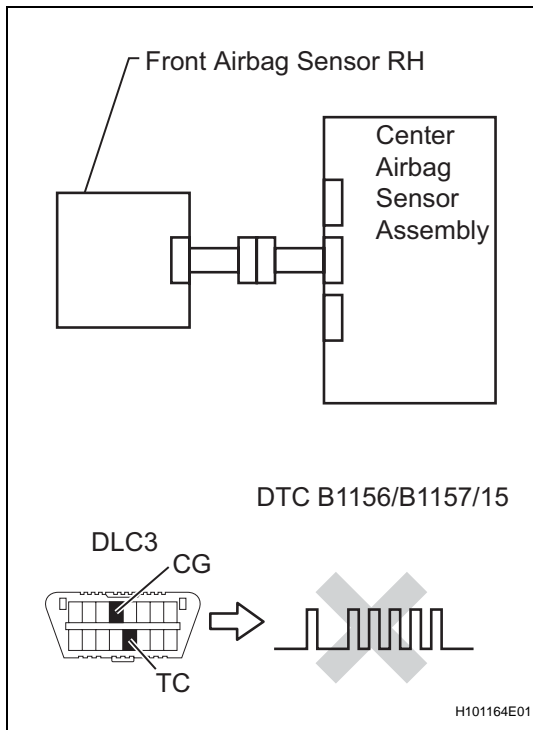 Front Airbag Sensor RH
Center
Airbag
Sensor
Assembly
DTC B1156/B1157/15
DLC3
CG
TC
H101164E01